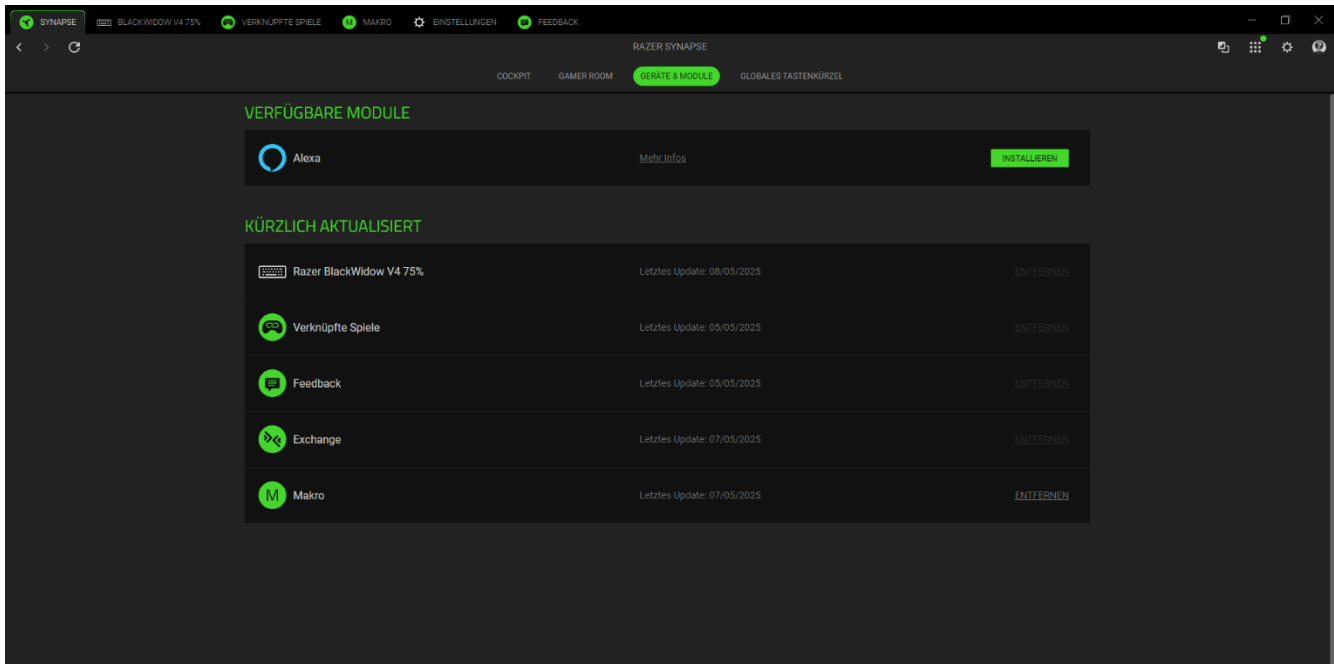 SYNAPSE BLACKWIDOW V4 75% VERKNÜPFTE SPIELE M MAKRO EINSTELLUNGEN FEEDBACK
RAZER SYNAPSE
COCKPIT GAMER ROOM GERÄTE & MODULE GLOBALES TASTENKÜRZEL
VERFÜGBARE MODULE
Alexa Mehr Infos INSTALLIEREN
KÜRZLICH AKTUALISIERT
Razer BlackWidow V4 75% Letztes Update: 08/05/2025 ENTFERNEN
Verknüpfte Spiele Letztes Update: 05/05/2025 ENTFERNEN
Feedback Letztes Update: 05/05/2025 ENTFERNEN
Exchange Letztes Update: 07/05/2025 ENTFERNEN
M Makro Letztes Update: 07/05/2025 ENTFERNEN